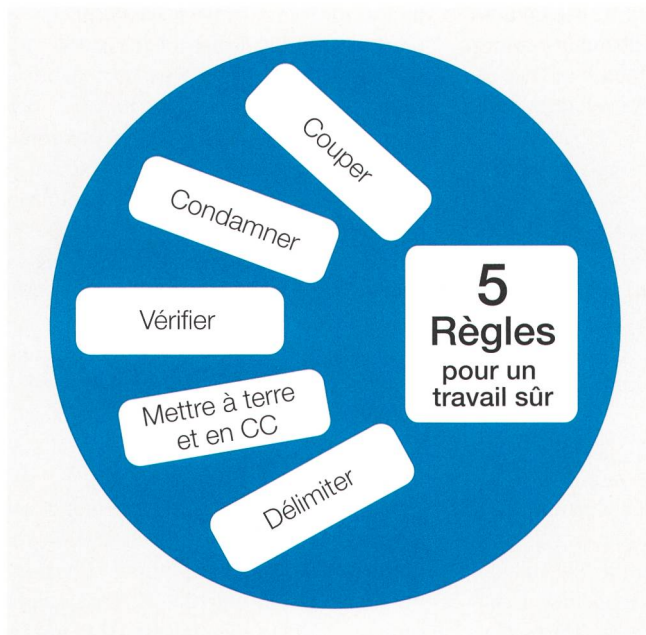 Couper
Condamner
Vérifier
Mettre à terre
et en CC
Délimiter
5
Règles
pour un
travail sûr